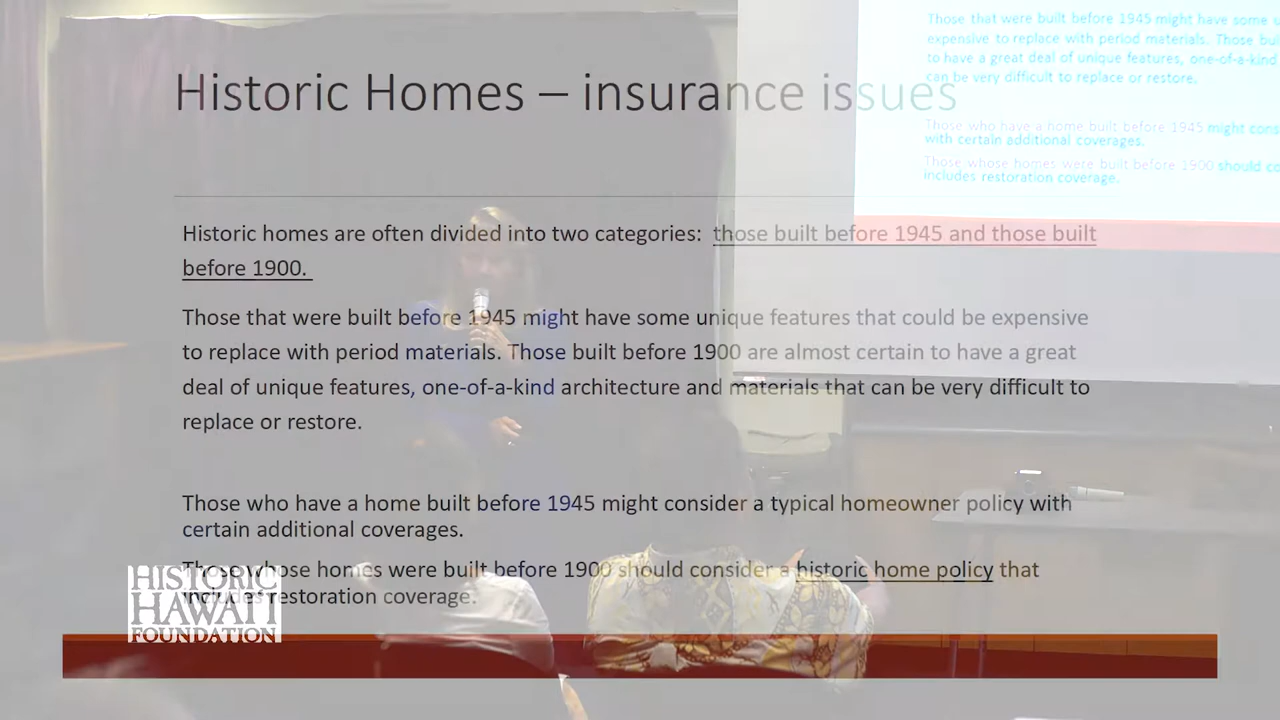 Historic Homes – insurance issues
Those that were built before 1945 might have some
expensive to replace with period materials. Those
to have a great deal of unique features, one-of-a-kind
can be very difficult to replace or restore.
Those who have a home built before 1945 might
with certain additional coverages.
Those whose homes were built before 1900 should
includes restoration coverage.
Historic homes are often divided into two categories: those built before 1945 and those built
before 1900.
Those that were built before 1945 might have some unique features that could be expensive
to replace with period materials. Those built before 1900 are almost certain to have a great
deal of unique features, one-of-a-kind architecture and materials that can be very difficult to
replace or restore.
Those who have a home built before 1945 might consider a typical homeowner policy with
certain additional coverages.
Those whose homes were built before 1900 should consider a historic home policy that
includes restoration coverage.
HISTORIC
HAWAI'I
FOUNDATION